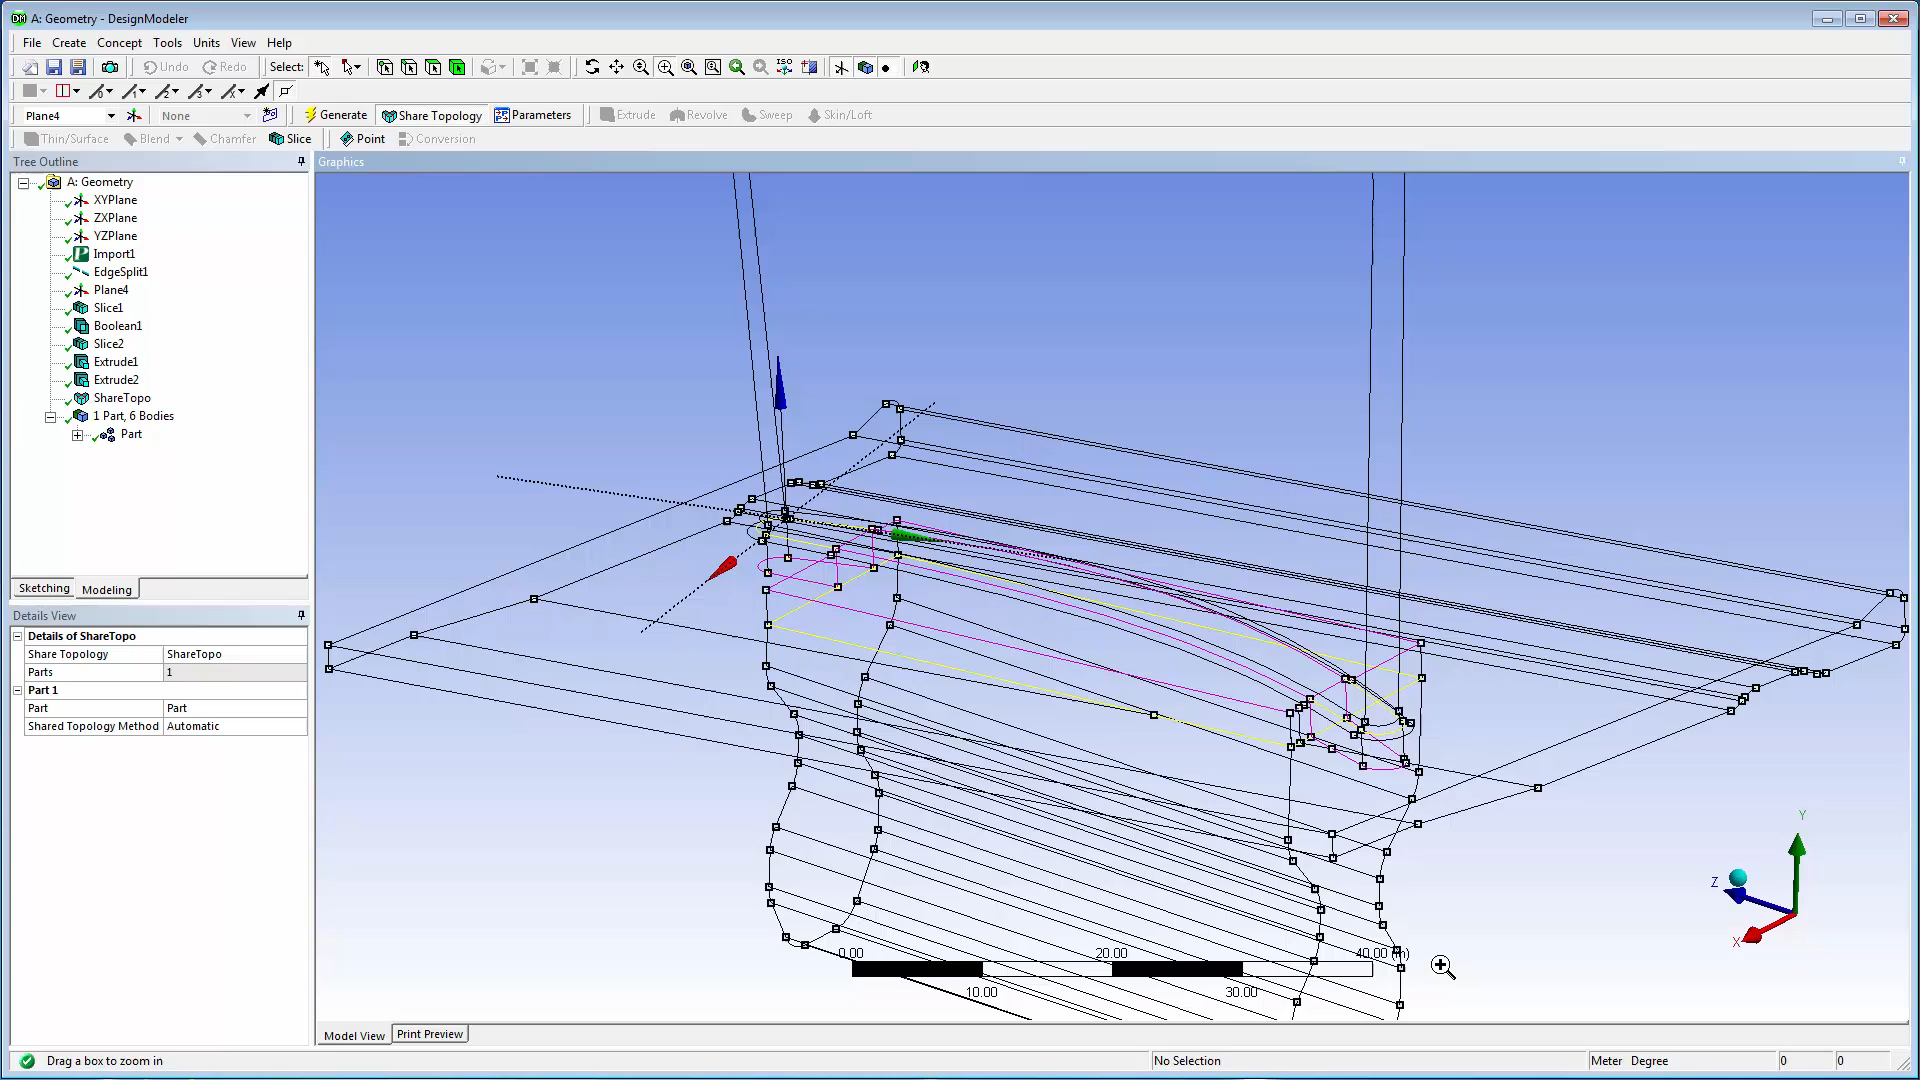 DM A: Geometry - DesignModeler
File Create Concept Tools Units View Help
Undo Redo Select: ISO
Plane4 None Generate Share Topology Parameters Extrude Revolve Sweep Skin/Loft
Thin/Surface Blend Chamfer Slice Point Conversion
Tree Outline
A: Geometry
XYPlane
ZXPlane
YZPlane
Import1
EdgeSplit1
Plane4
Slice1
Boolean1
Slice2
Extrude1
Extrude2
ShareTopo
1 Part, 6 Bodies
Part
Sketching Modeling
Details View
Details of ShareTopo
Share Topology ShareTopo
Parts 1
Part 1
Part Part
Shared Topology Method Automatic
Graphics
Y
Z
X
0.00 20.00 40.00 (m)
10.00 30.00
Model View Print Preview
Drag a box to zoom in No Selection Meter Degree 0 0